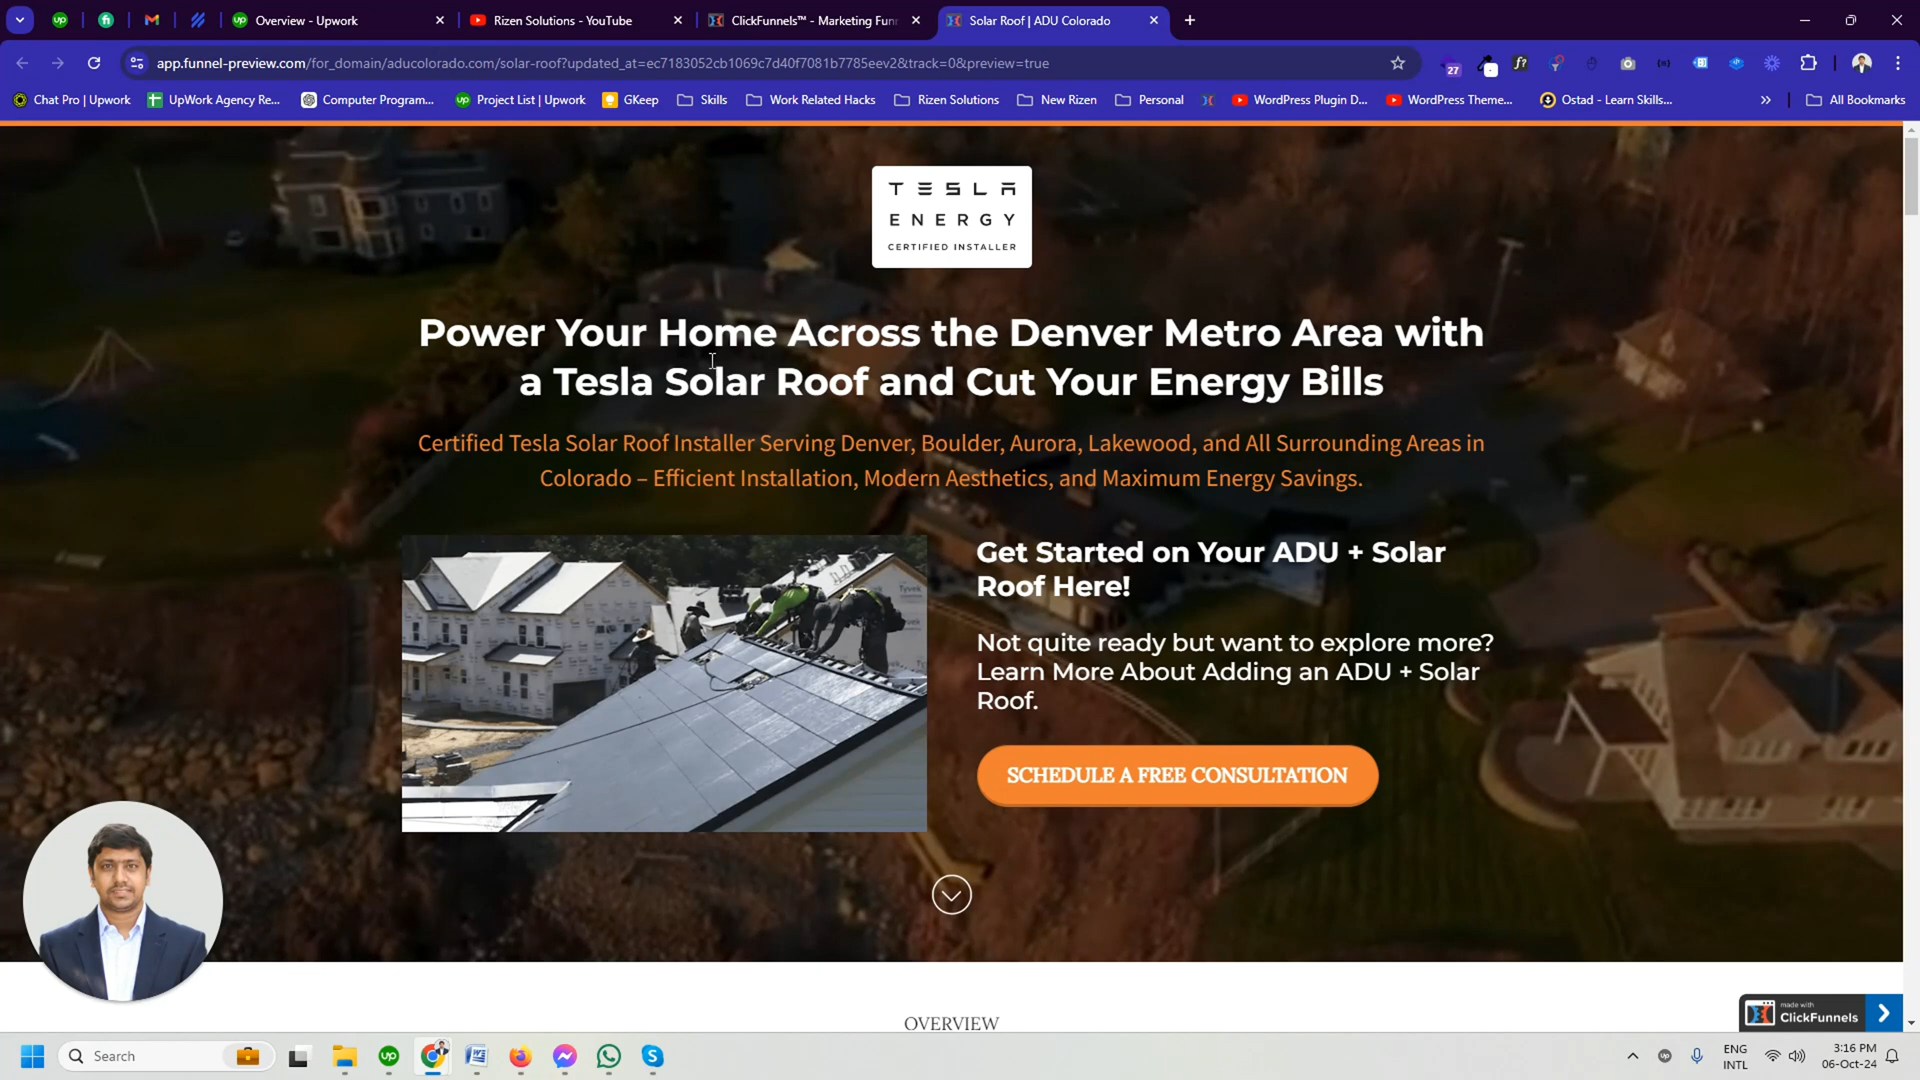 Overview - Upwork
Rizen Solutions - YouTube
ClickFunnels™ - Marketing Fun
Solar Roof | ADU Colorado
app.funnel-preview.com/for_domain/aducolorado.com/solar-roof?updated_at=ec7183052cb1069c7d40f7081b7785eev2&track=0&preview=true
27
f?
Chat Pro | Upwork
UpWork Agency Re...
Computer Program...
Project List | Upwork
GKeep
Skills
Work Related Hacks
Rizen Solutions
New Rizen
Personal
WordPress Plugin D...
WordPress Theme...
Ostad - Learn Skills...
All Bookmarks
TESLA
ENERGY
CERTIFIED INSTALLER
Power Your Home Across the Denver Metro Area with
a Tesla Solar Roof and Cut Your Energy Bills
Certified Tesla Solar Roof Installer Serving Denver, Boulder, Aurora, Lakewood, and All Surrounding Areas in
Colorado – Efficient Installation, Modern Aesthetics, and Maximum Energy Savings.
Get Started on Your ADU + Solar
Roof Here!
Not quite ready but want to explore more?
Learn More About Adding an ADU + Solar
Roof.
SCHEDULE A FREE CONSULTATION
OVERVIEW
made with
ClickFunnels
Search
ENG
INTL
3:16 PM
06-Oct-24